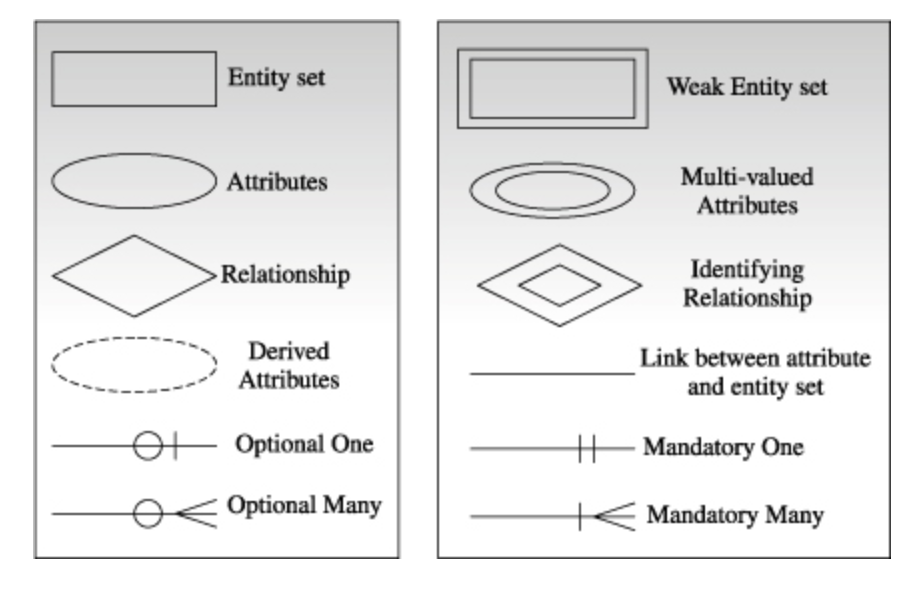 Entity set
Attributes
Relationship
Derived
Attributes
Optional One
Optional Many
Weak Entity set
Multi-valued
Attributes
Identifying
Relationship
Link between attribute
and entity set
Mandatory One
Mandatory Many